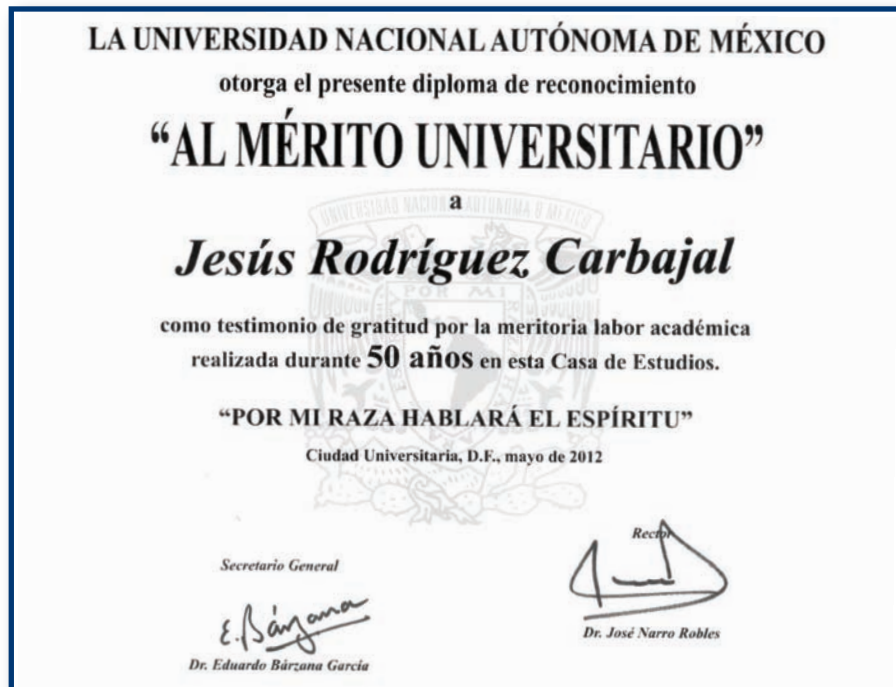 LA UNIVERSIDAD NACIONAL AUTÓNOMA DE MÉXICO
otorga el presente diploma de reconocimiento
“AL MÉRITO UNIVERSITARIO”
a
Jesús Rodríguez Carbajal
como testimonio de gratitud por la meritoria labor académica
realizada durante 50 años en esta Casa de Estudios.
“POR MI RAZA HABLARÁ EL ESPÍRITU”
Ciudad Universitaria, D.F., mayo de 2012
Secretario General
E. Bárzana
Dr. Eduardo Bárzana García
Rector
Dr. José Narro Robles